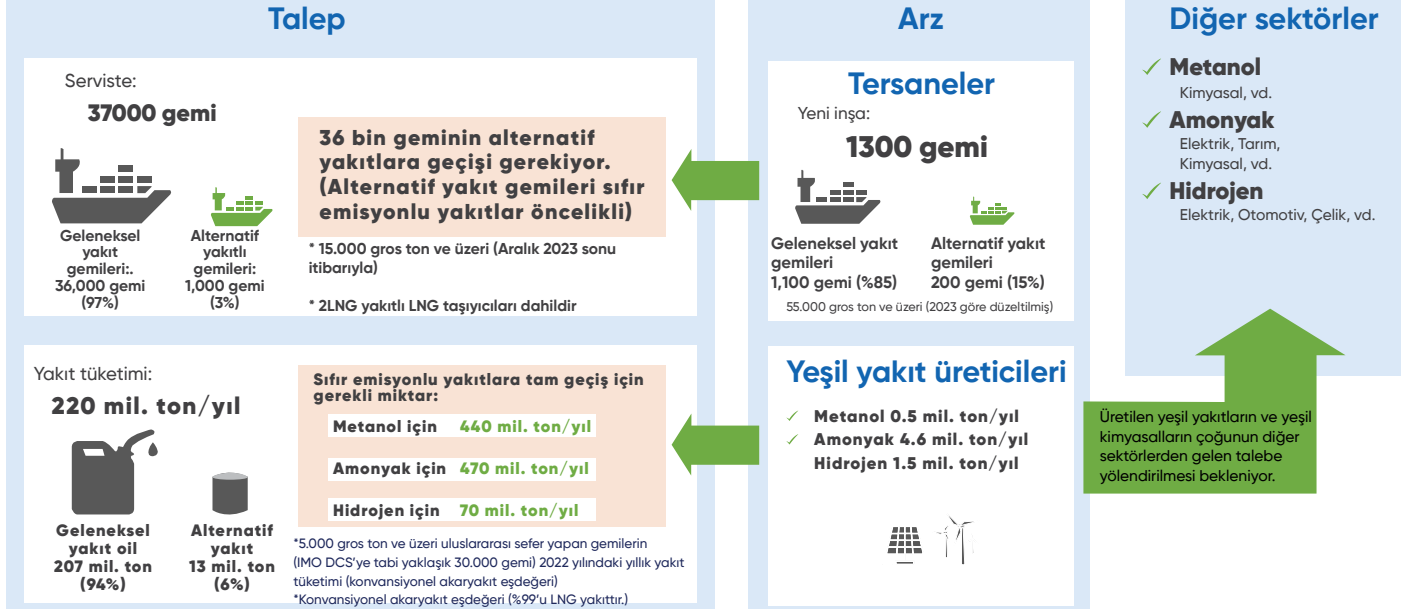 Talep
Serviste:
37000 gemi
Geleneksel
yakıt
gemileri:.
36,000 gemi
(97%)
Alternatif
yakıtlı
gemileri:
1,000 gemi
(3%)
36 bin geminin alternatif
yakıtlara geçişi gerekiyor.
(Alternatif yakıt gemileri sıfır
emisyonlu yakıtlar öncelikli)
* 15.000 gros ton ve üzeri (Aralık 2023 sonu
itibarıyla)
* 2LNG yakıtlı LNG taşıyıcıları dahildir
Yakıt tüketimi:
220 mil. ton/yıl
Geleneksel
yakıt oil
207 mil. ton
(94%)
Alternatif
yakıt
13 mil. ton
(6%)
Sıfır emisyonlu yakıtlara tam geçiş için
gerekli miktar:
Metanol için 440 mil. ton/yıl
Amonyak için 470 mil. ton/yıl
Hidrojen için 70 mil. ton/yıl
*5.000 gros ton ve üzeri uluslararası sefer yapan gemilerin
(IMO DCS'ye tabi yaklaşık 30.000 gemi) 2022 yılındaki yıllık yakıt
tüketimi (konvansiyonel akaryakıt eşdeğeri)
*Konvansiyonel akaryakıt eşdeğeri (%99'u LNG yakıttır.)
Arz
Tersaneler
Yeni inşa:
1300 gemi
Geleneksel yakıt
gemileri
1,100 gemi (%85)
Alternatif yakıt
gemileri
200 gemi (15%)
55.000 gros ton ve üzeri (2023 göre düzeltilmiş)
Yeşil yakıt üreticileri
✓ Metanol 0.5 mil. ton/yıl
✓ Amonyak 4.6 mil. ton/yıl
Hidrojen 1.5 mil. ton/yıl
Diğer sektörler
✓ Metanol
Kimyasal, vd.
✓ Amonyak
Elektrik, Tarım,
Kimyasal, vd.
✓ Hidrojen
Elektrik, Otomotiv, Çelik, vd.
Üretilen yeşil yakıtların ve yeşil
kimyasalların çoğunun diğer
sektörlerden gelen talebe
yölendirilmesi bekleniyor.